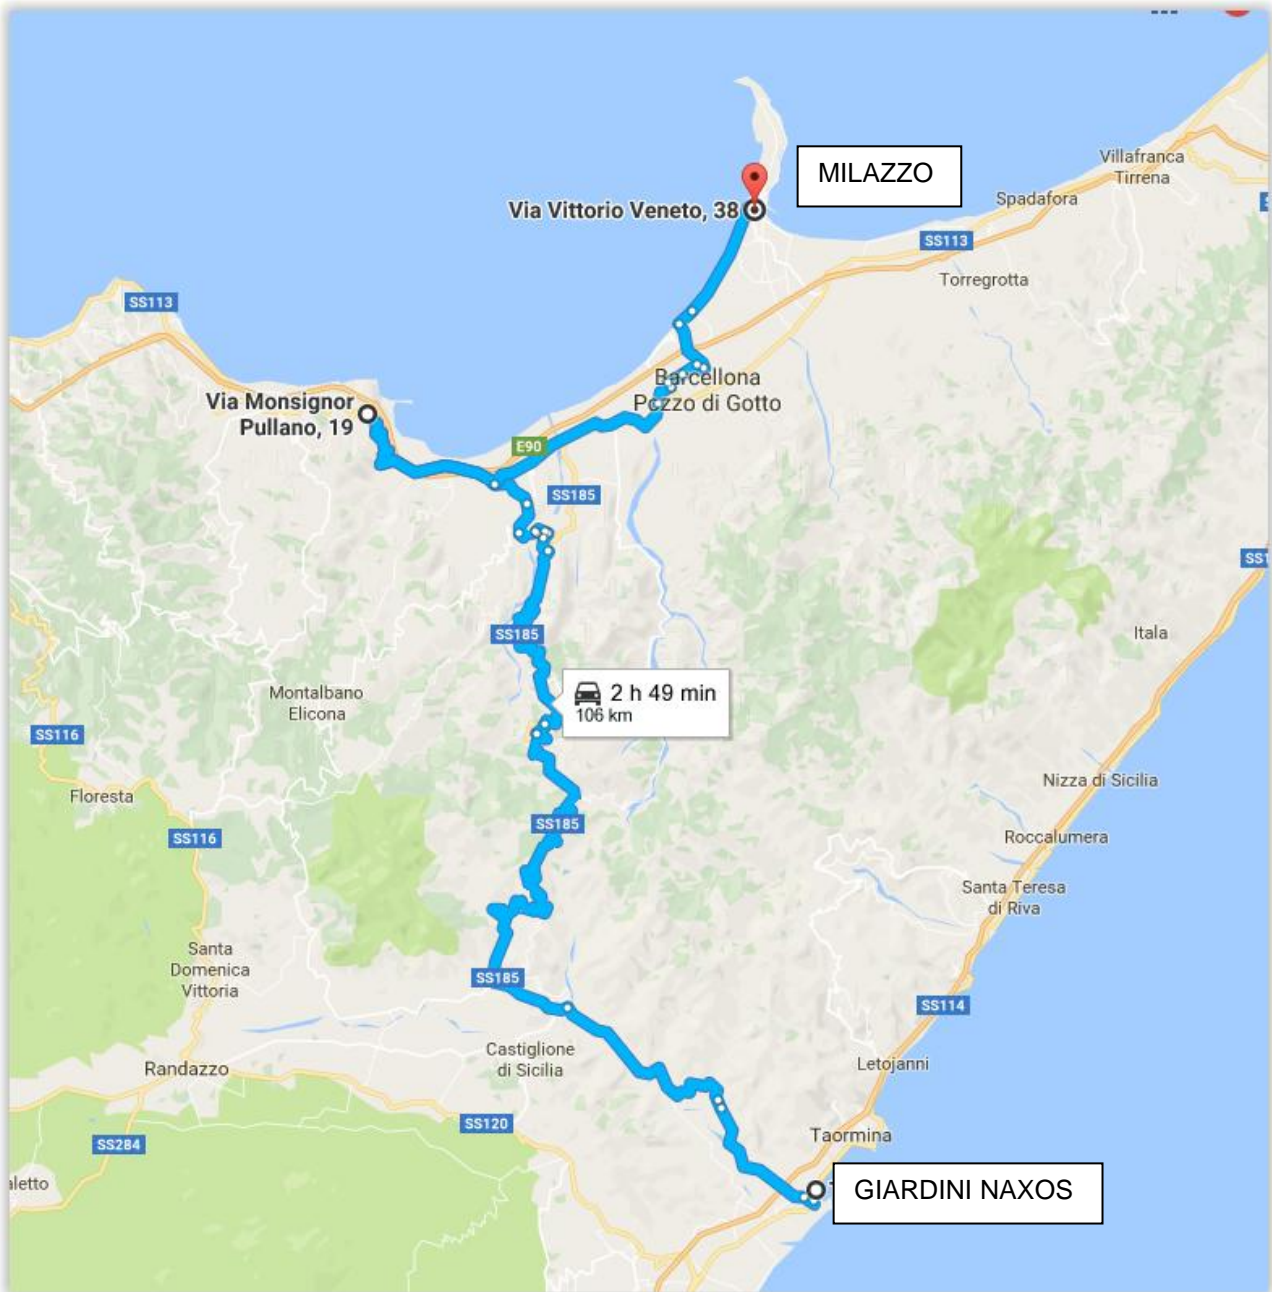 MILAZZO
Villafranca
Tirrena
Spadafora
Via Vittorio Veneto, 38
SS113
Torregrotta
SS113
Barcellona
Pozzo di Gotto
Via Monsignor
Pullano, 19
E90
SS185
SS185
Itala
Montalbano
Elicona
2 h 49 min
106 km
SS116
Floresta
Nizza di Sicilia
SS116
SS185
Roccalumera
Santa Teresa
di Riva
Santa
Domenica
Vittoria
SS185
SS114
Castiglione
di Sicilia
Randazzo
Letojanni
SS120
SS284
Taormina
aletto
GIARDINI NAXOS